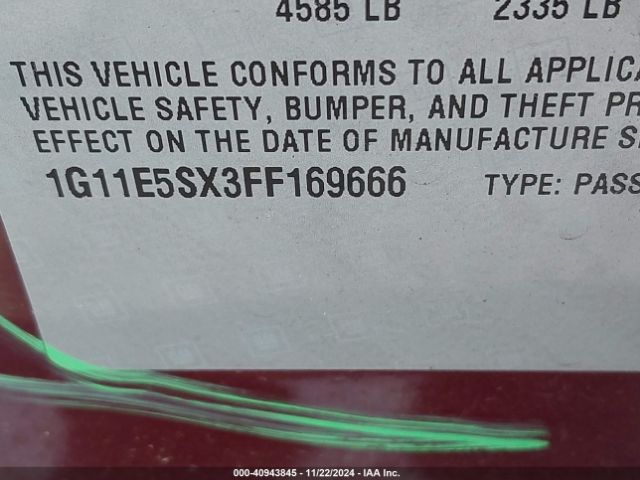 4585 LB 2335 LB
THIS VEHICLE CONFORMS TO ALL APPLICA
VEHICLE SAFETY, BUMPER, AND THEFT PR
EFFECT ON THE DATE OF MANUFACTURE S
1G11E5SX3FF169666 TYPE: PASS
000-40943845 - 11/22/2024 - IAA Inc.